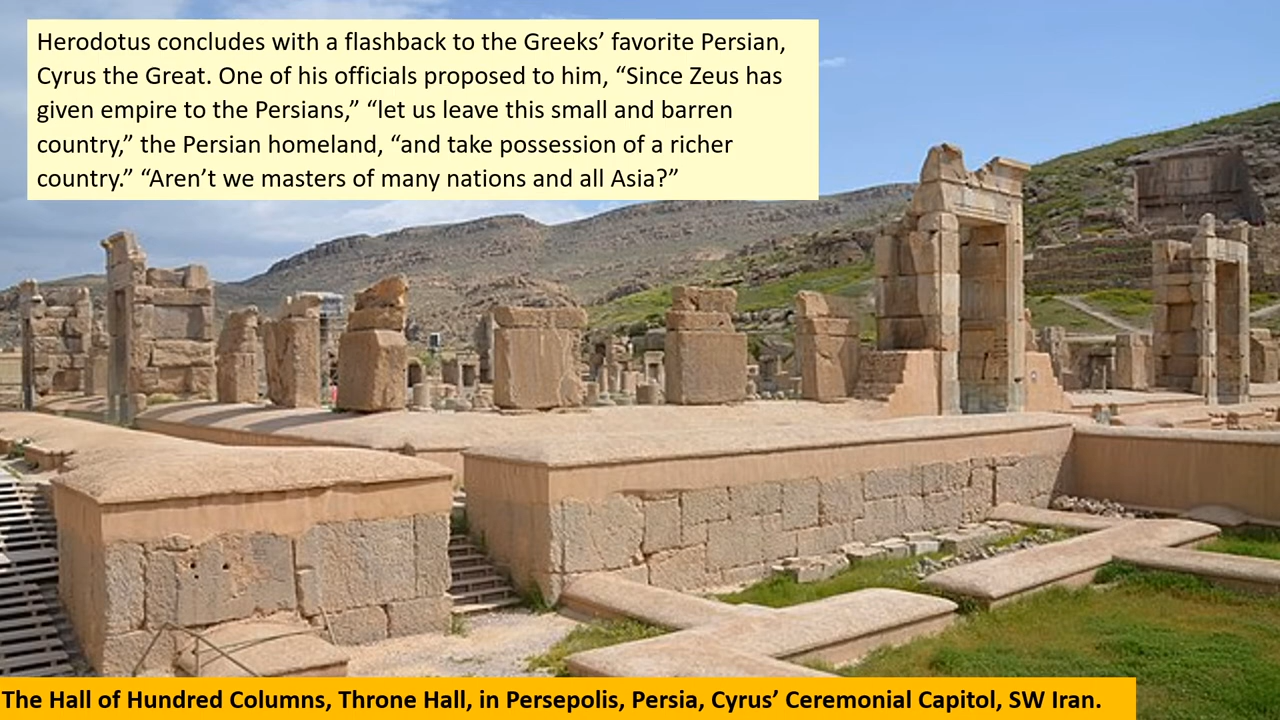 Herodotus concludes with a flashback to the Greeks’ favorite Persian,
Cyrus the Great. One of his officials proposed to him, “Since Zeus has
given empire to the Persians,” “let us leave this small and barren
country,” the Persian homeland, “and take possession of a richer
country.” “Aren’t we masters of many nations and all Asia?”
The Hall of Hundred Columns, Throne Hall, in Persepolis, Persia, Cyrus’ Ceremonial Capitol, SW Iran.